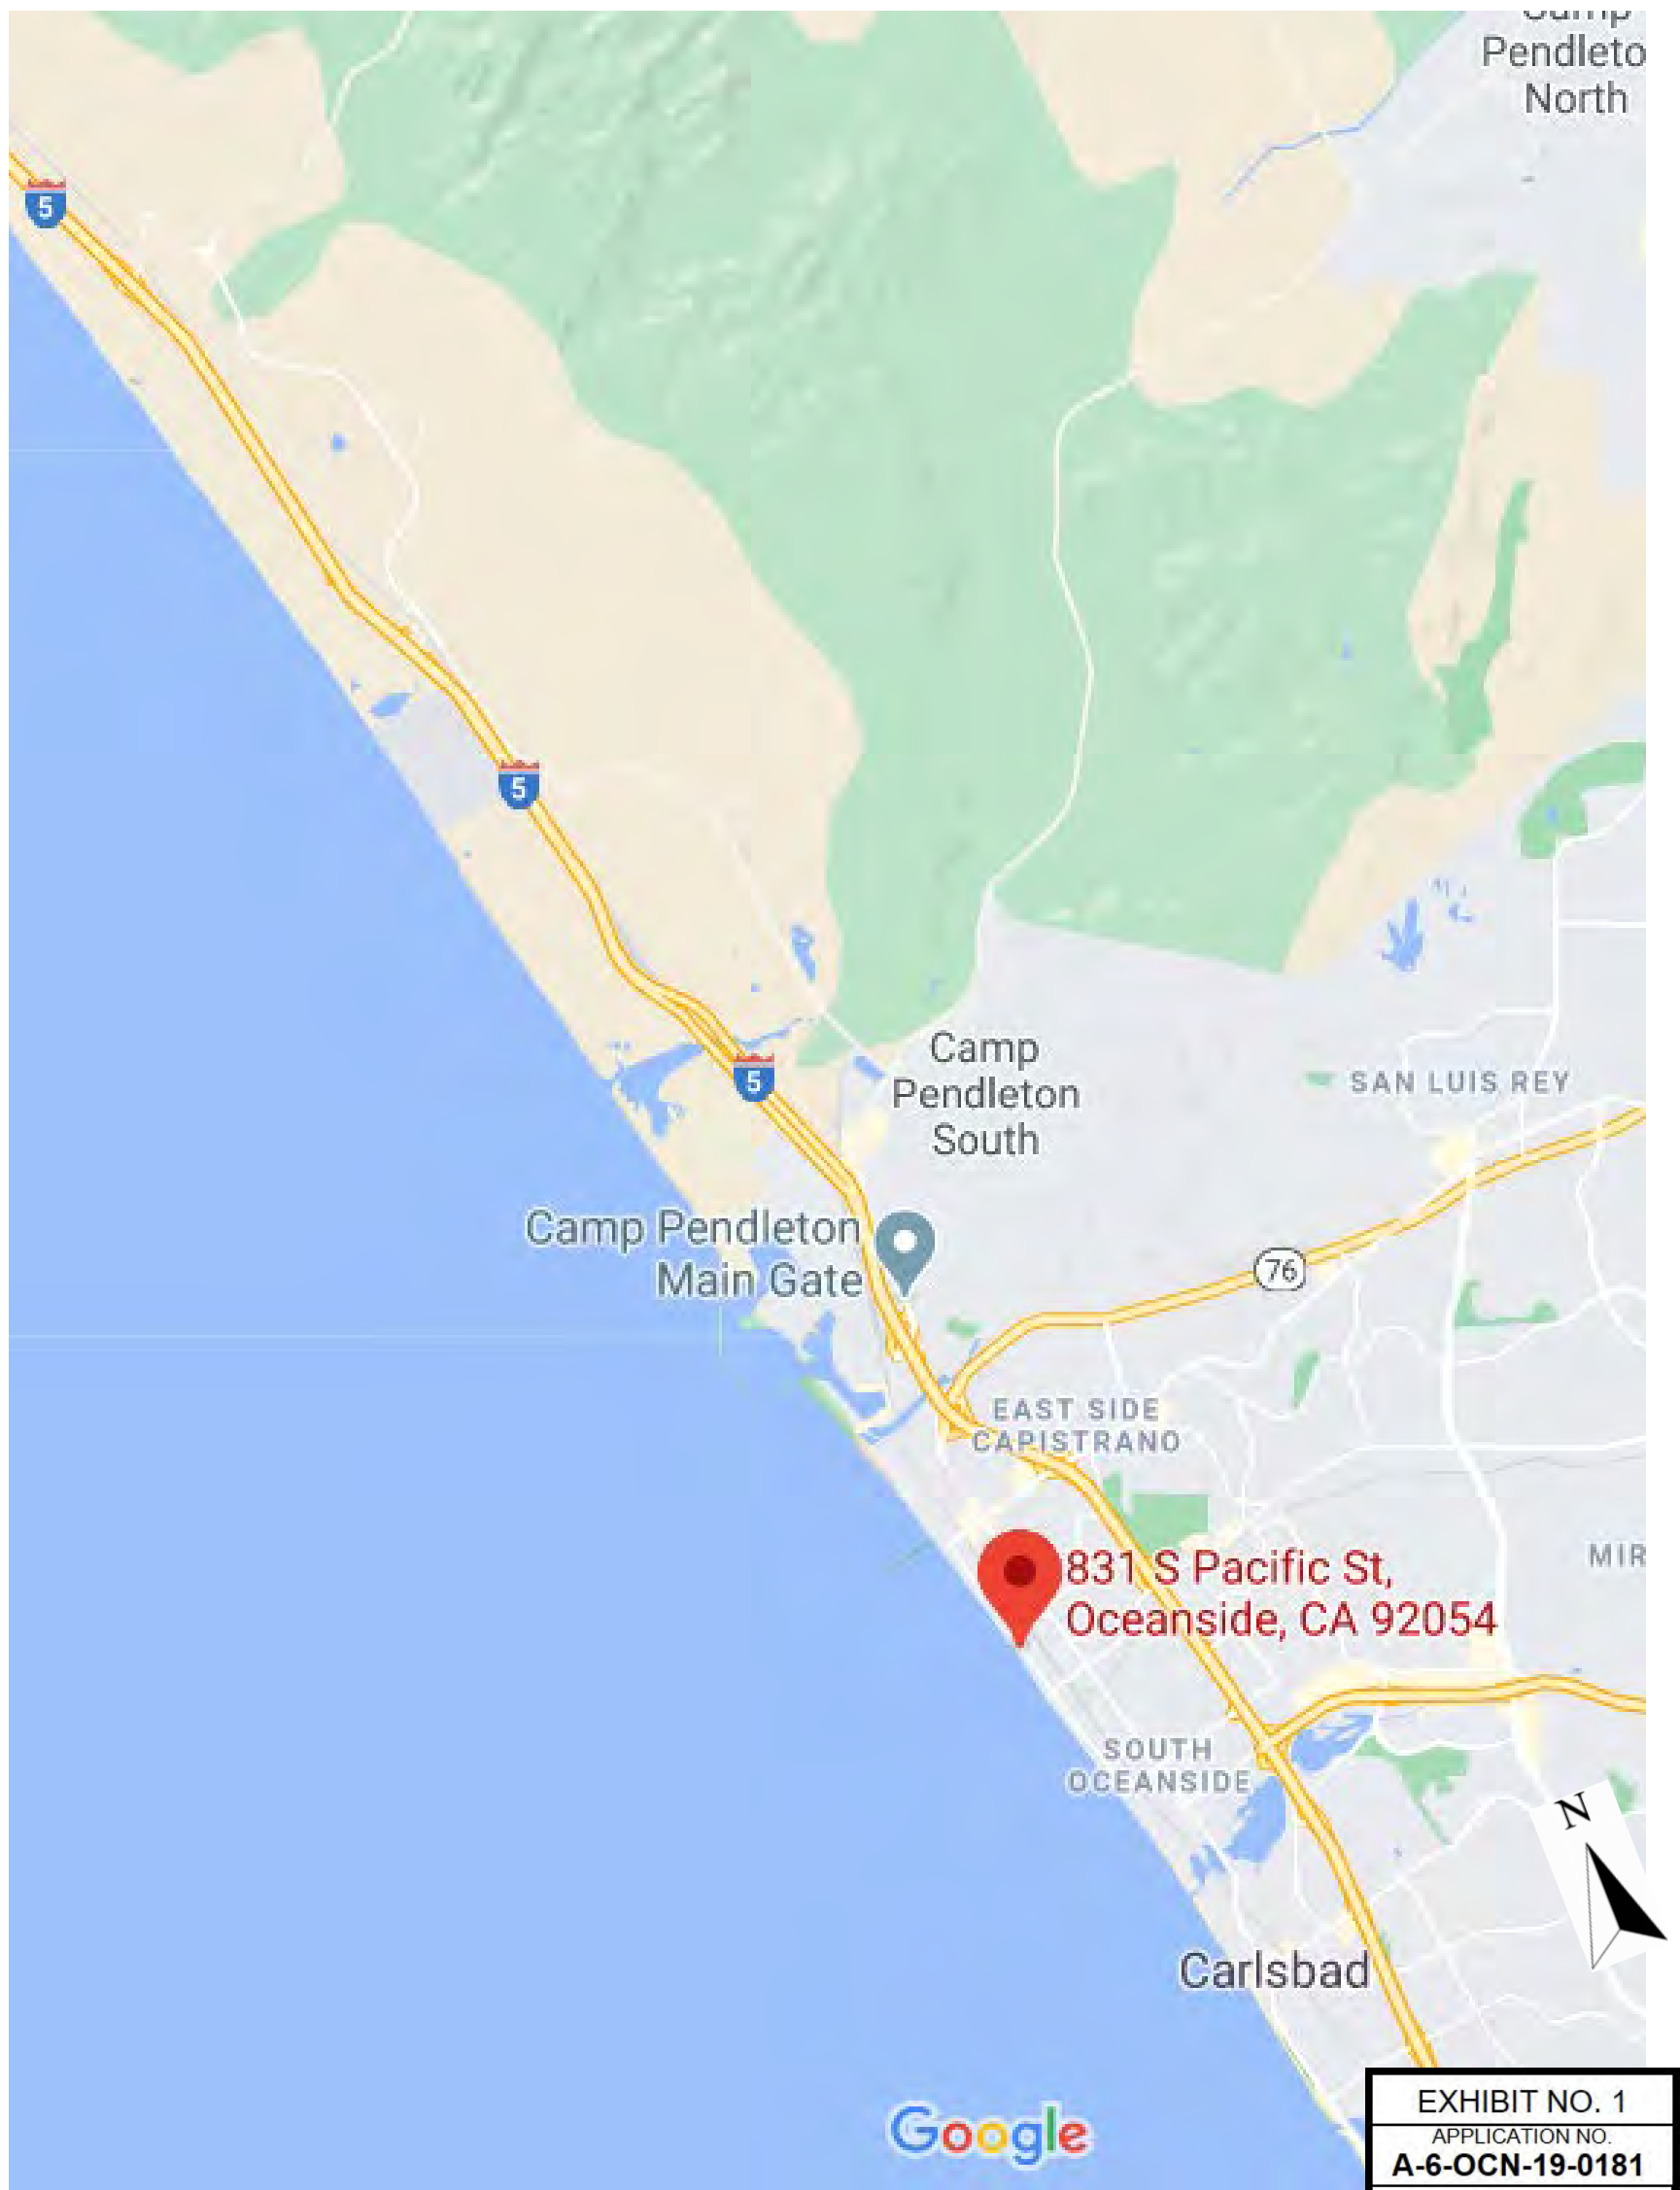 Camp
Pendleto
North
5
5
5
Camp
Pendleton
South
SAN LUIS REY
Camp Pendleton
Main Gate
76
EAST SIDE
CAPISTRANO
831 S Pacific St,
Oceanside, CA 92054
MIR
SOUTH
OCEANSIDE
N
Carlsbad
Google
EXHIBIT NO. 1
APPLICATION NO.
A-6-OCN-19-0181